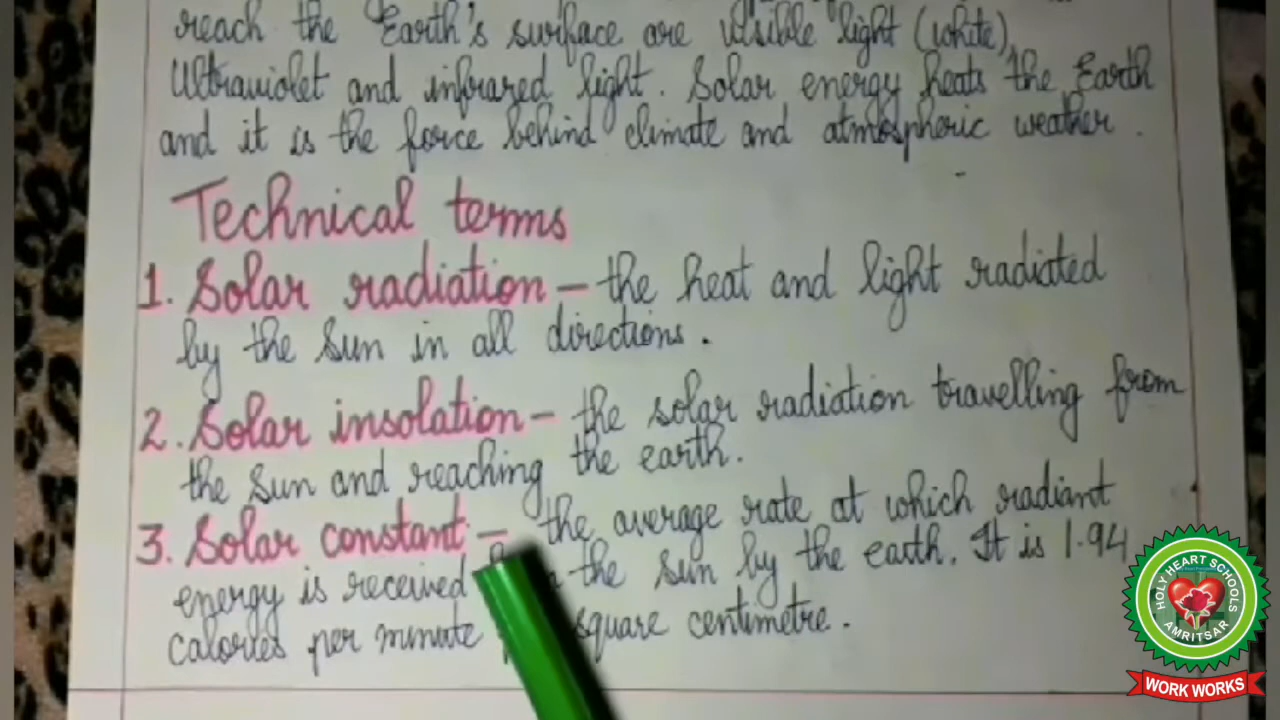 reach the Earth's surface are visible light (white),
Ultraviolet and infrared light. Solar energy heats the Earth
and it is the force behind climate and atmospheric weather.
Technical terms
1. Solar radiation - the heat and light radiated
by the Sun in all directions.
2. Solar insolation - the solar radiation travelling from
the Sun and reaching the earth.
3. Solar constant - the average rate at which radiant
energy is received the Sun by the earth. It is 1.94
calories per minute square centimetre.
HOLY HEART SCHOOLS
AMRITSAR
WORK WORKS